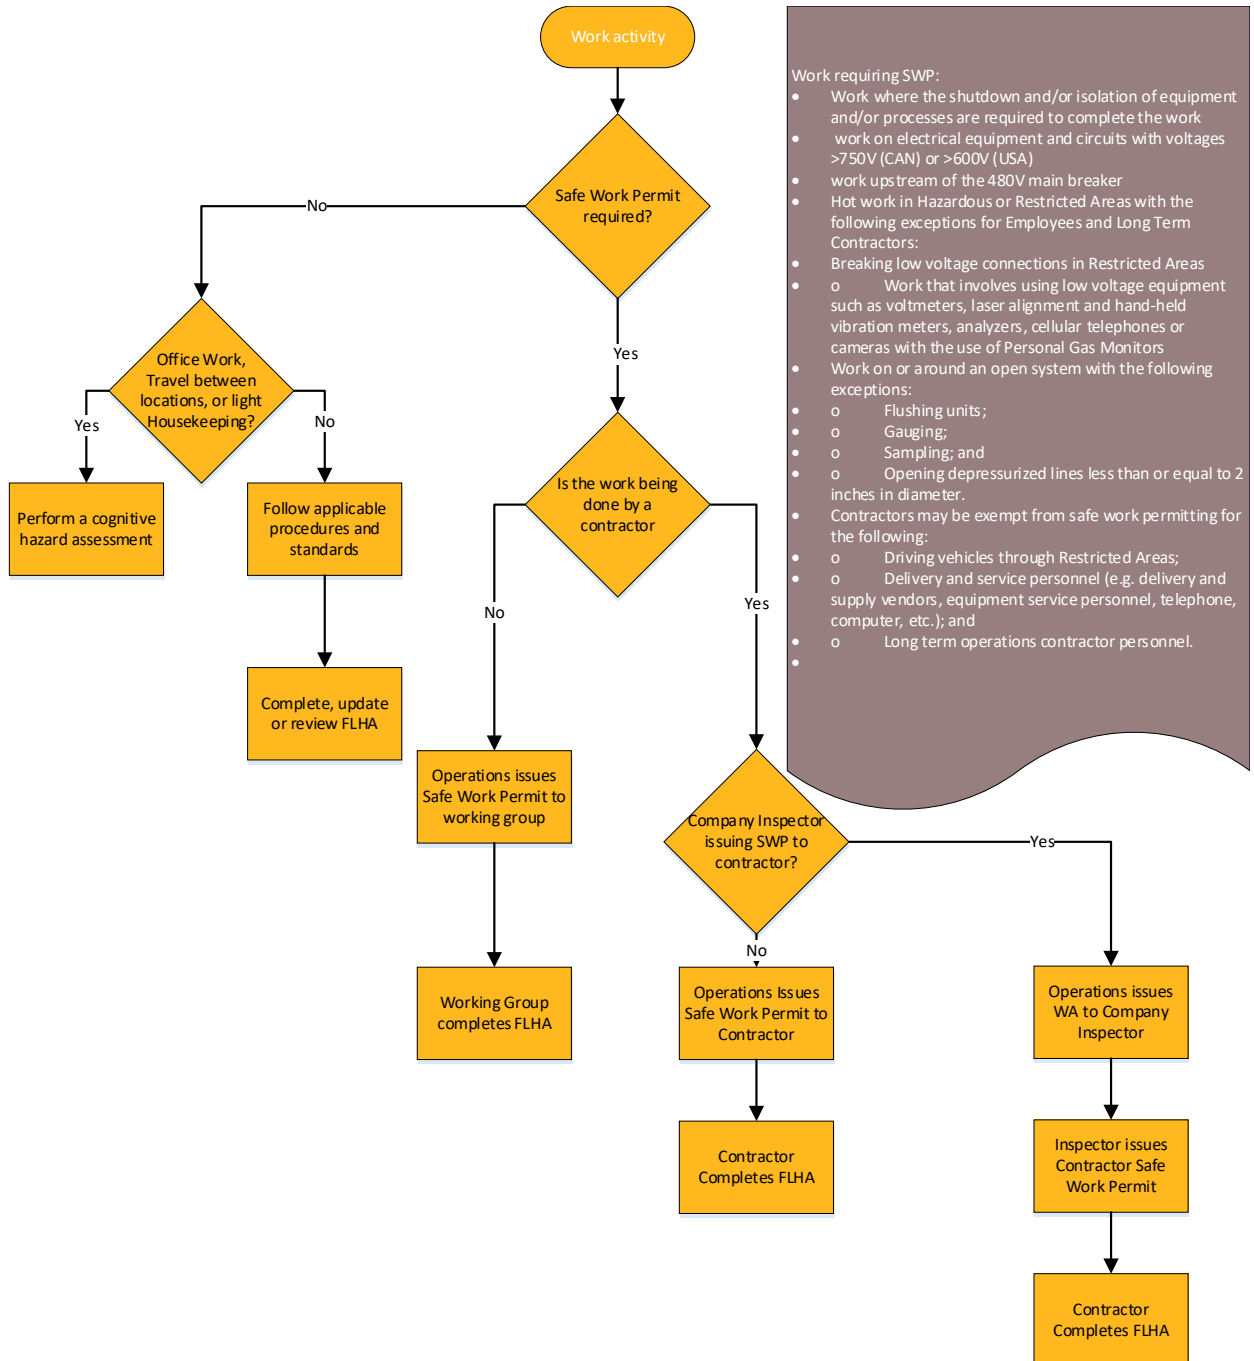 Work activity
Work requiring SWP:
• Work where the shutdown and/or isolation of equipment
and/or processes are required to complete the work
• work on electrical equipment and circuits with voltages
>750V (CAN) or >600V (USA)
• work upstream of the 480V main breaker
• Hot work in Hazardous or Restricted Areas with the
following exceptions for Employees and Long Term
Contractors:
• Breaking low voltage connections in Restricted Areas
• o Work that involves using low voltage equipment
such as voltmeters, laser alignment and hand-held
vibration meters, analyzers, cellular telephones or
cameras with the use of Personal Gas Monitors
• Work on or around an open system with the following
exceptions:
• o Flushing units;
• o Gauging;
• o Sampling; and
• o Opening depressurized lines less than or equal to 2
inches in diameter.
• Contractors may be exempt from safe work permitting for
the following:
• o Driving vehicles through Restricted Areas;
• o Delivery and service personnel (e.g. delivery and
supply vendors, equipment service personnel, telephone,
computer, etc.); and
• o Long term operations contractor personnel.
•
Safe Work Permit
required?
No
Yes
Office Work,
Travel between
locations, or light
Housekeeping?
Yes
No
Perform a cognitive
hazard assessment
Follow applicable
procedures and
standards
Complete, update
or review FLHA
Is the work being
done by a
contractor
No
Yes
Operations issues
Safe Work Permit to
working group
Working Group
completes FLHA
Company Inspector
issuing SWP to
contractor?
No
Yes
Operations Issues
Safe Work Permit to
Contractor
Contractor
Completes FLHA
Operations issues
WA to Company
Inspector
Inspector issues
Contractor Safe
Work Permit
Contractor
Completes FLHA